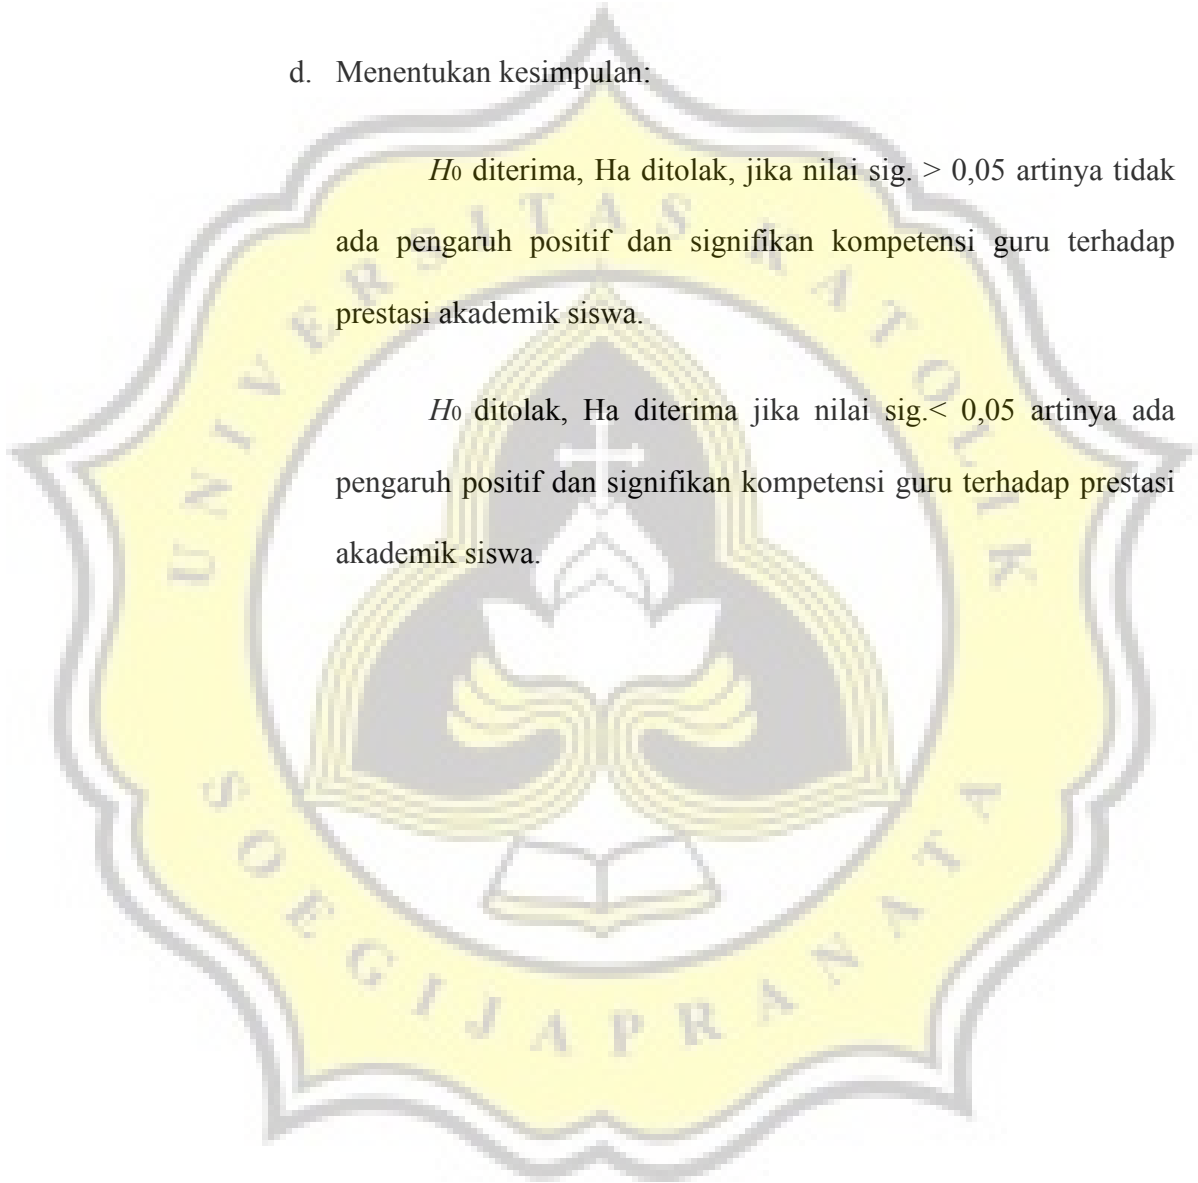 d. Menentukan kesimpulan:
H0 diterima, Ha ditolak, jika nilai sig. > 0,05 artinya tidak
ada pengaruh positif dan signifikan kompetensi guru terhadap
prestasi akademik siswa.
H0 ditolak, Ha diterima jika nilai sig.< 0,05 artinya ada
pengaruh positif dan signifikan kompetensi guru terhadap prestasi
akademik siswa.
UNIVERSITAS KATOLIK
SOEGIJAPRANATA